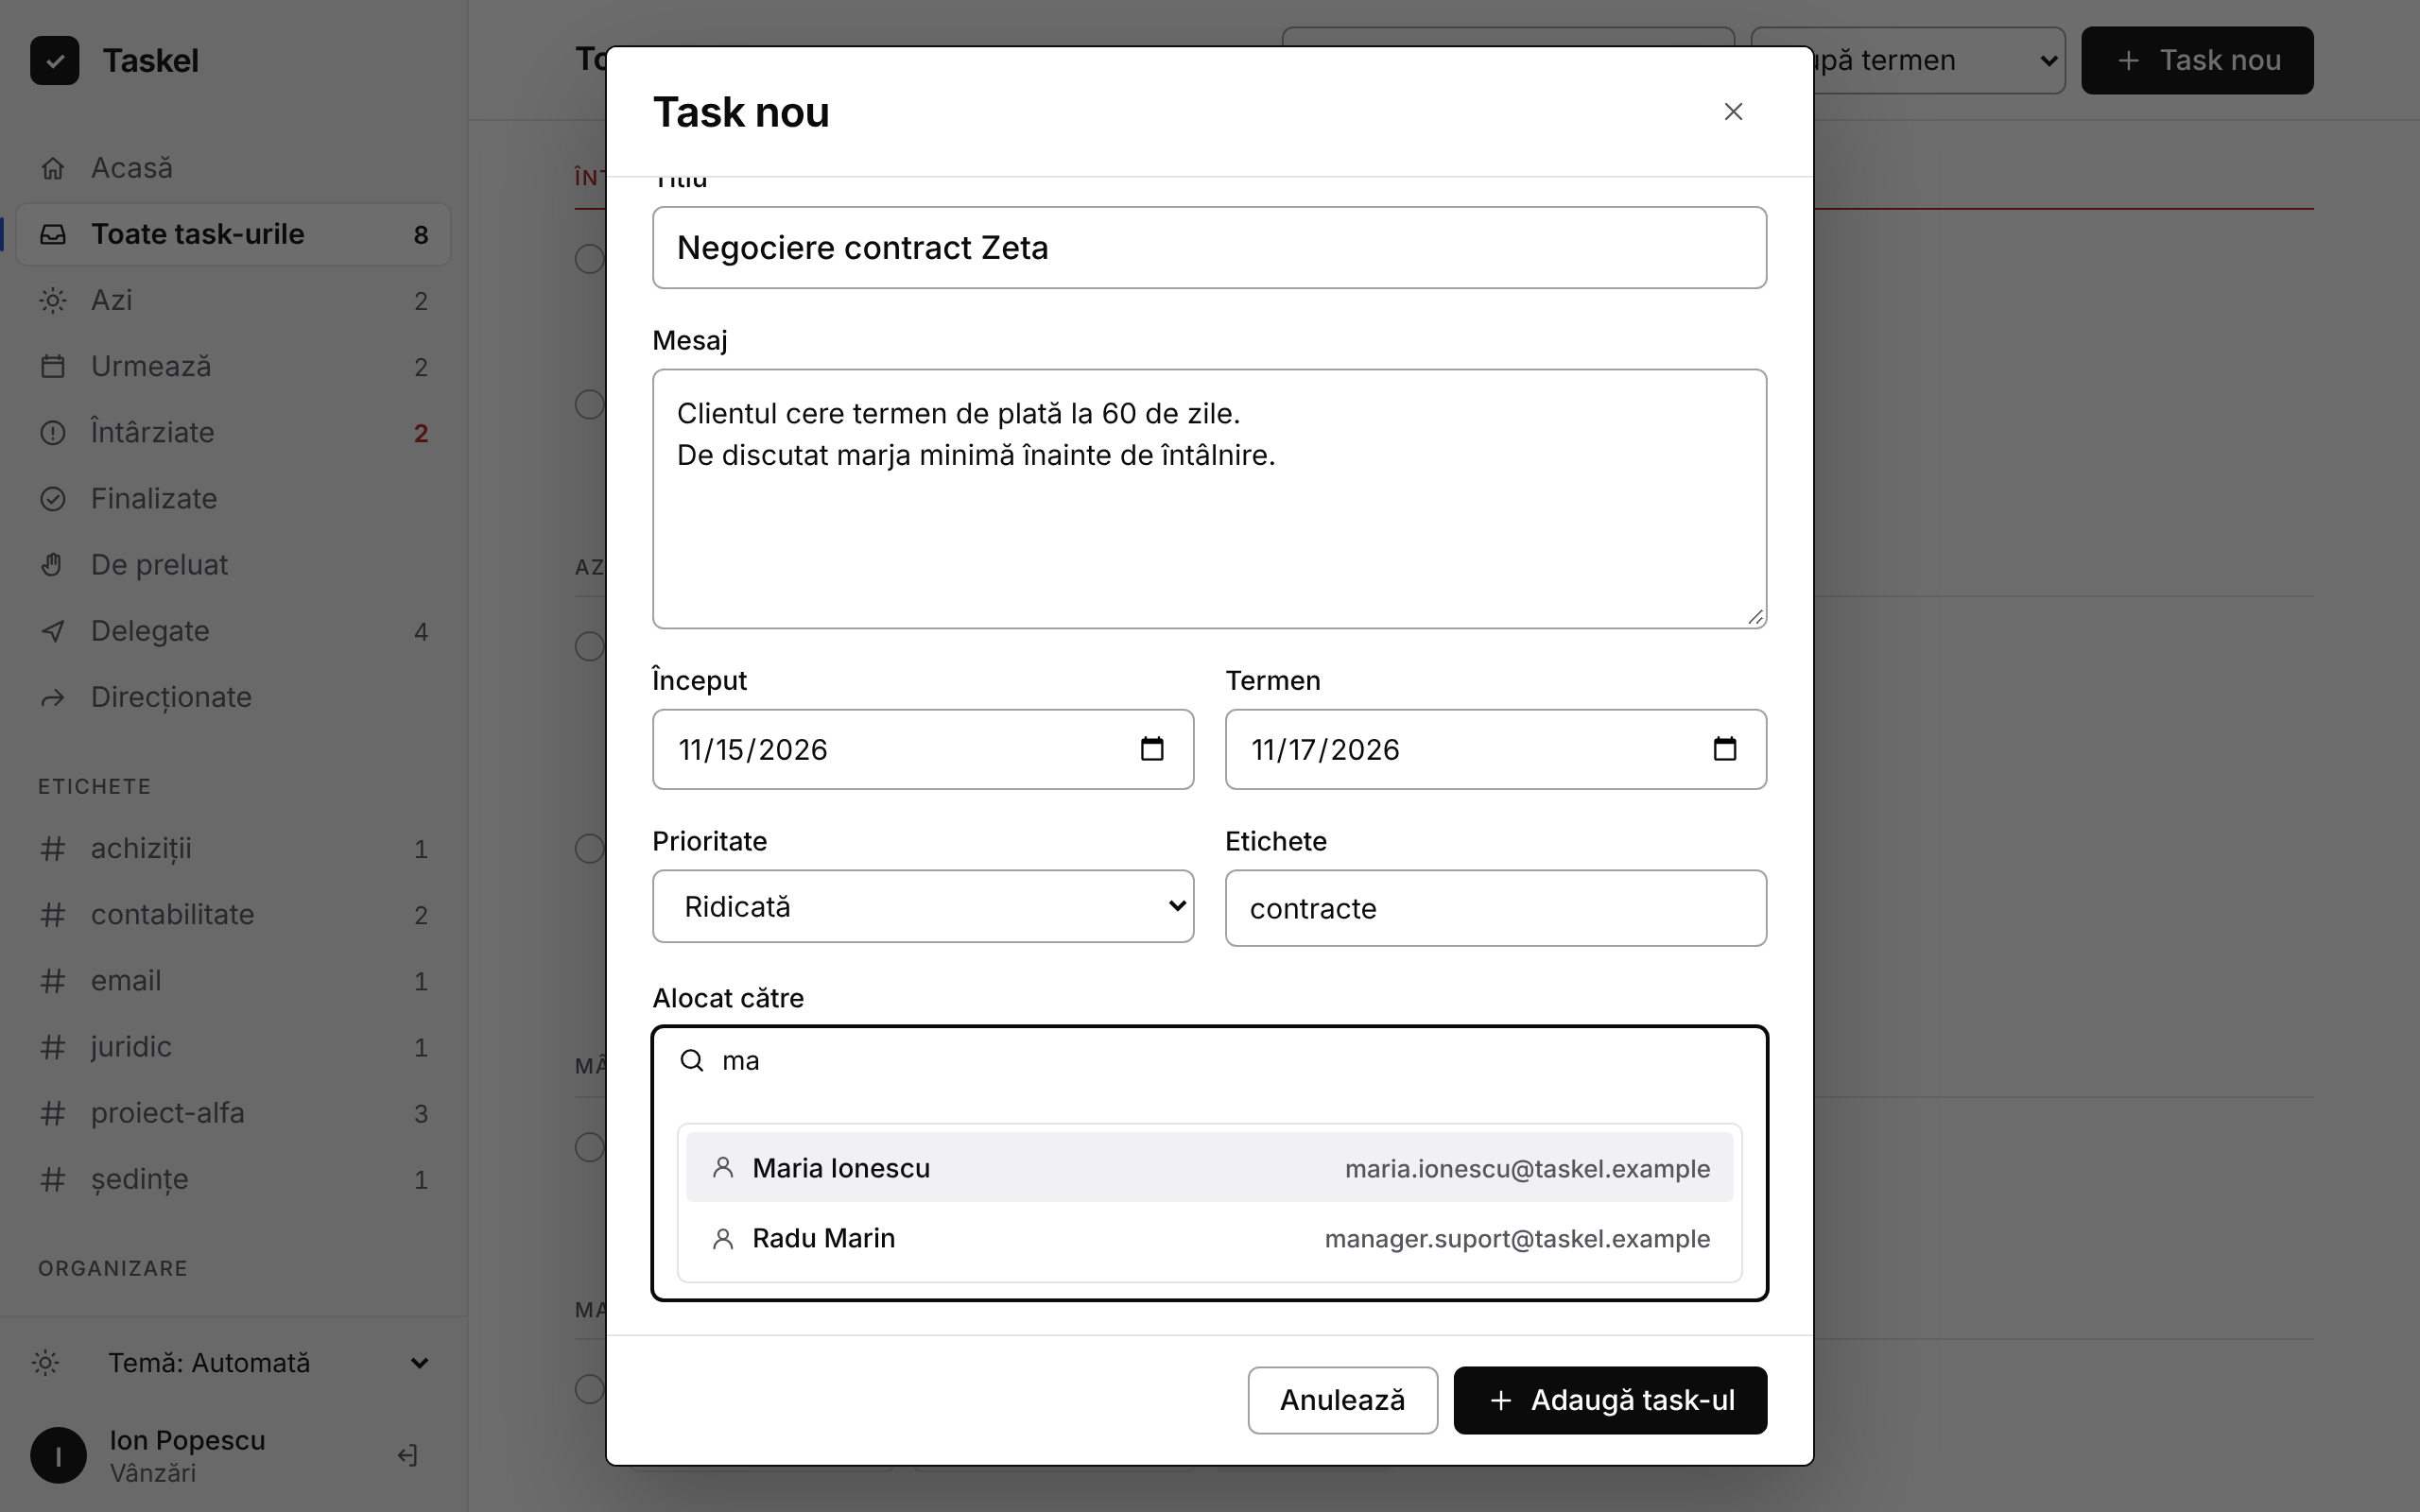 Taskel
Acasă
Toate task-urile 8
Azi 2
Urmează 2
Întârziate 2
Finalizate
De preluat
Delegate 4
Direcționate
ETICHETE
# achiziții 1
# contabilitate 2
# email 1
# juridic 1
# proiect-alfa 3
# ședințe 1
ORGANIZARE
Temă: Automată
I
Ion Popescu
Vânzări
Task nou
Task nou
Titlu
Negociere contract Zeta
Mesaj
Clientul cere termen de plată la 60 de zile.
De discutat marja minimă înainte de întâlnire.
Început Termen
11/15/2026 11/17/2026
Prioritate Etichete
Ridicată contracte
Alocat către
ma
Maria Ionescu maria.ionescu@taskel.example
Radu Marin manager.suport@taskel.example
Anulează Adaugă task-ul